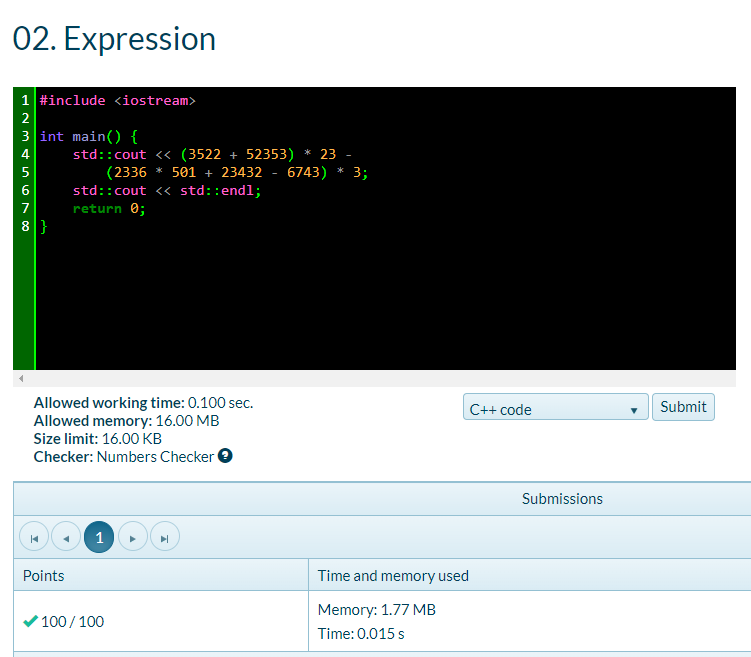 02. Expression
1 #include <iostream>
2
3 int main() {
4     std::cout << (3522 + 52353) * 23 -
5         (2336 * 501 + 23432 - 6743) * 3;
6     std::cout << std::endl;
7     return 0;
8 }
Allowed working time: 0.100 sec.
Allowed memory: 16.00 MB
Size limit: 16.00 KB
Checker: Numbers Checker ?
C++ code
Submit
Submissions
1
Points
Time and memory used
100 / 100
Memory: 1.77 MB
Time: 0.015 s